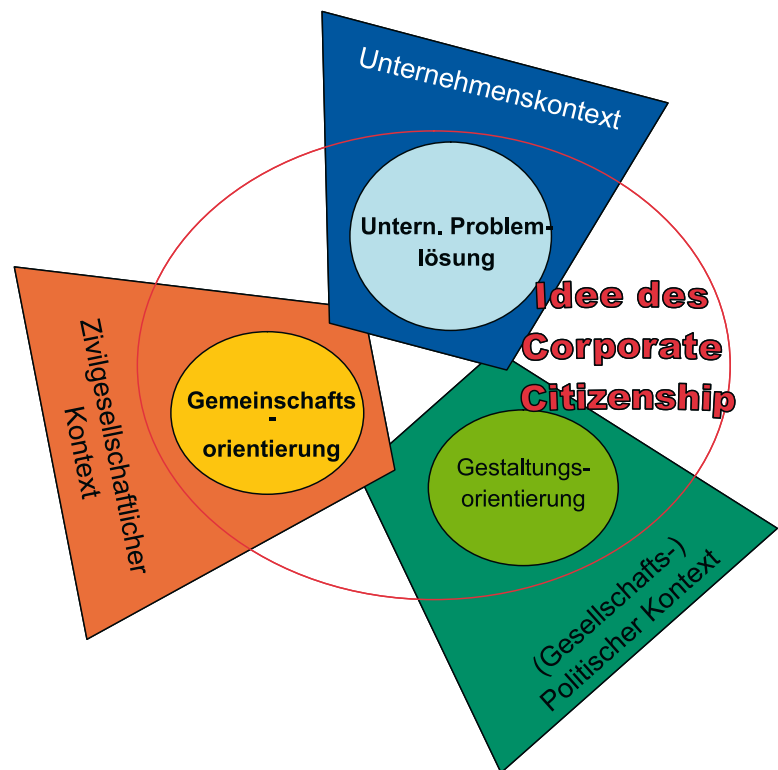 Unternehmenskontext
Untern. Problem-
lösung
Idee des
Corporate
Citizenship
Zivilgesellschaftlicher
Kontext
Gemeinschafts
-
orientierung
Gestaltungs-
orientierung
(Gesellschafts-)
Politischer Kontext